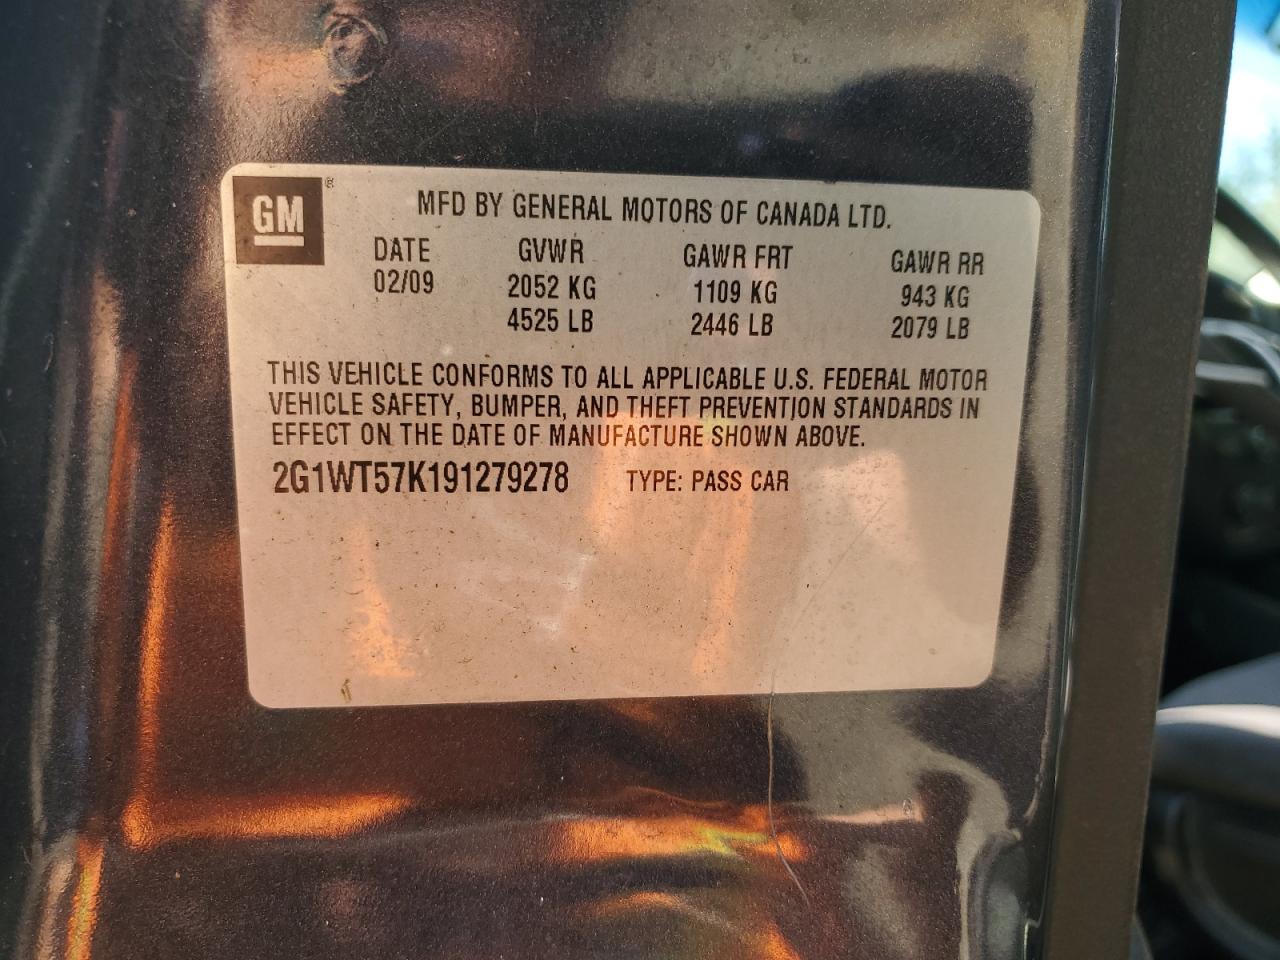 GM®
MFD BY GENERAL MOTORS OF CANADA LTD.
DATE GVWR GAWR FRT GAWR RR
02/09 2052 KG 1109 KG 943 KG
4525 LB 2446 LB 2079 LB
THIS VEHICLE CONFORMS TO ALL APPLICABLE U.S. FEDERAL MOTOR
VEHICLE SAFETY, BUMPER, AND THEFT PREVENTION STANDARDS IN
EFFECT ON THE DATE OF MANUFACTURE SHOWN ABOVE.
2G1WT57K191279278 TYPE: PASS CAR